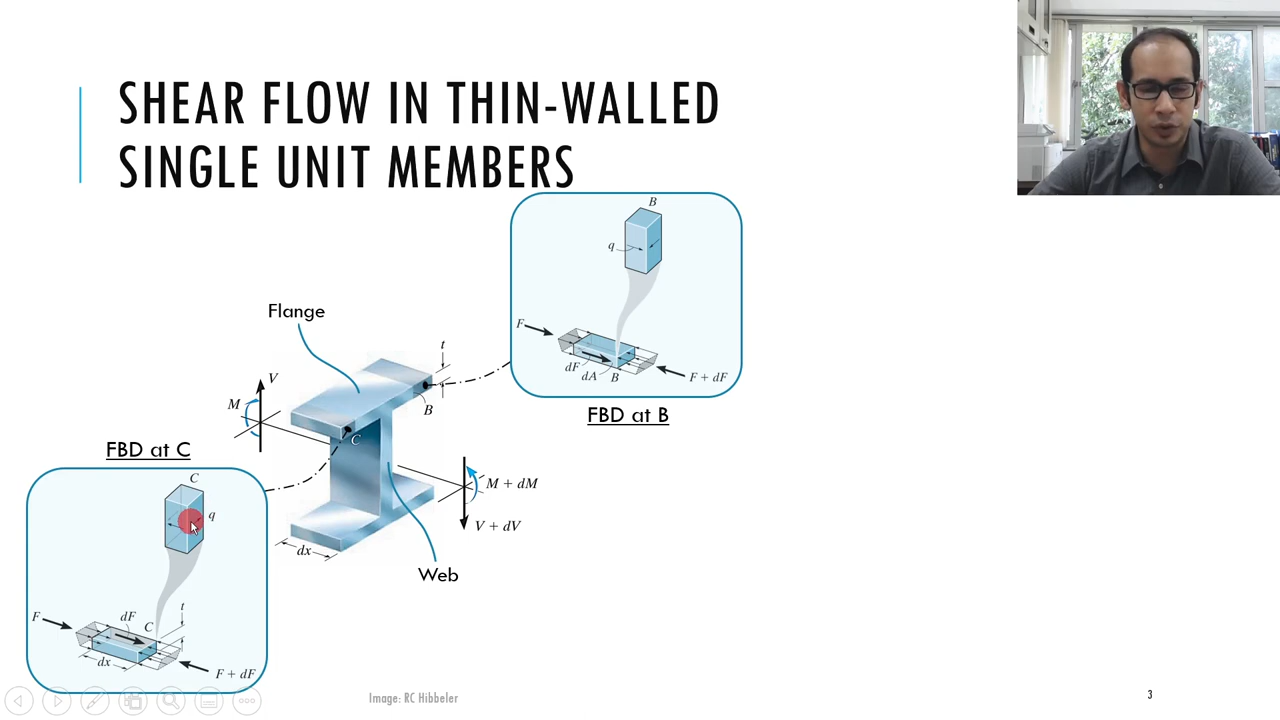 SHEAR FLOW IN THIN-WALLED
SINGLE UNIT MEMBERS
B
q
F
dF
dA
B
F + dF
FBD at B
Flange
t
V
M
B
C
M + dM
V + dV
dx
Web
FBD at C
C
q
F
dF
C
t
dx
F + dF
Image: RC Hibbeler
3